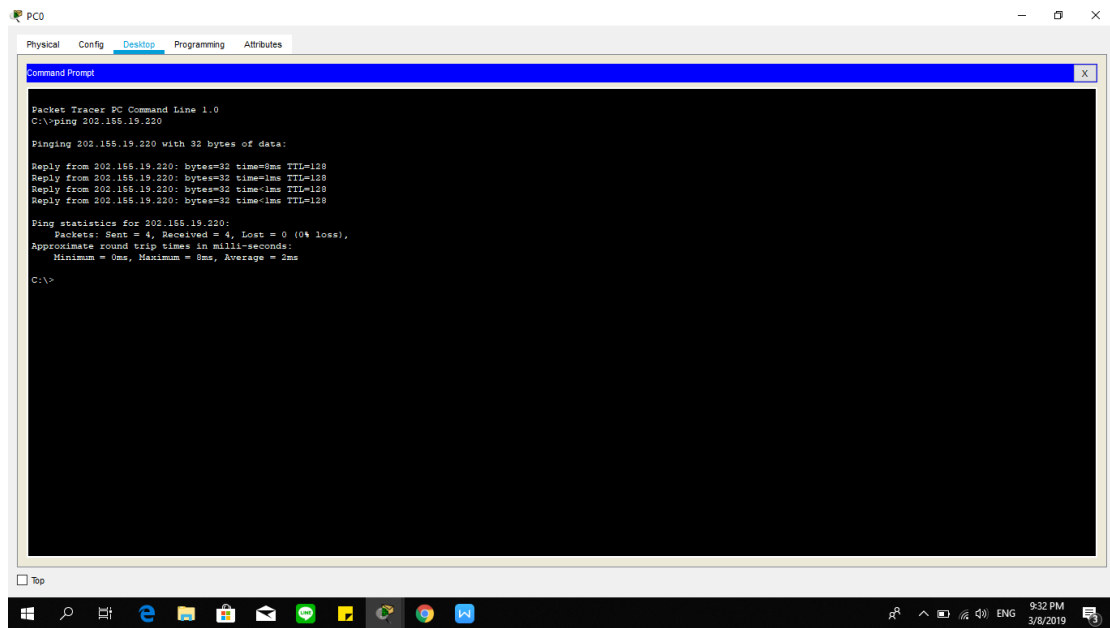 PC0
Physical Config Desktop Programming Attributes
Command Prompt X
Packet Tracer PC Command Line 1.0
C:\>ping 202.155.19.220
Pinging 202.155.19.220 with 32 bytes of data:
Reply from 202.155.19.220: bytes=32 time=8ms TTL=128
Reply from 202.155.19.220: bytes=32 time=1ms TTL=128
Reply from 202.155.19.220: bytes=32 time<1ms TTL=128
Reply from 202.155.19.220: bytes=32 time<1ms TTL=128
Ping statistics for 202.155.19.220:
Packets: Sent = 4, Received = 4, Lost = 0 (0% loss),
Approximate round trip times in milli-seconds:
Minimum = 0ms, Maximum = 8ms, Average = 2ms
C:\>
Top
LINE
ENG
9:32 PM
3/8/2019
3